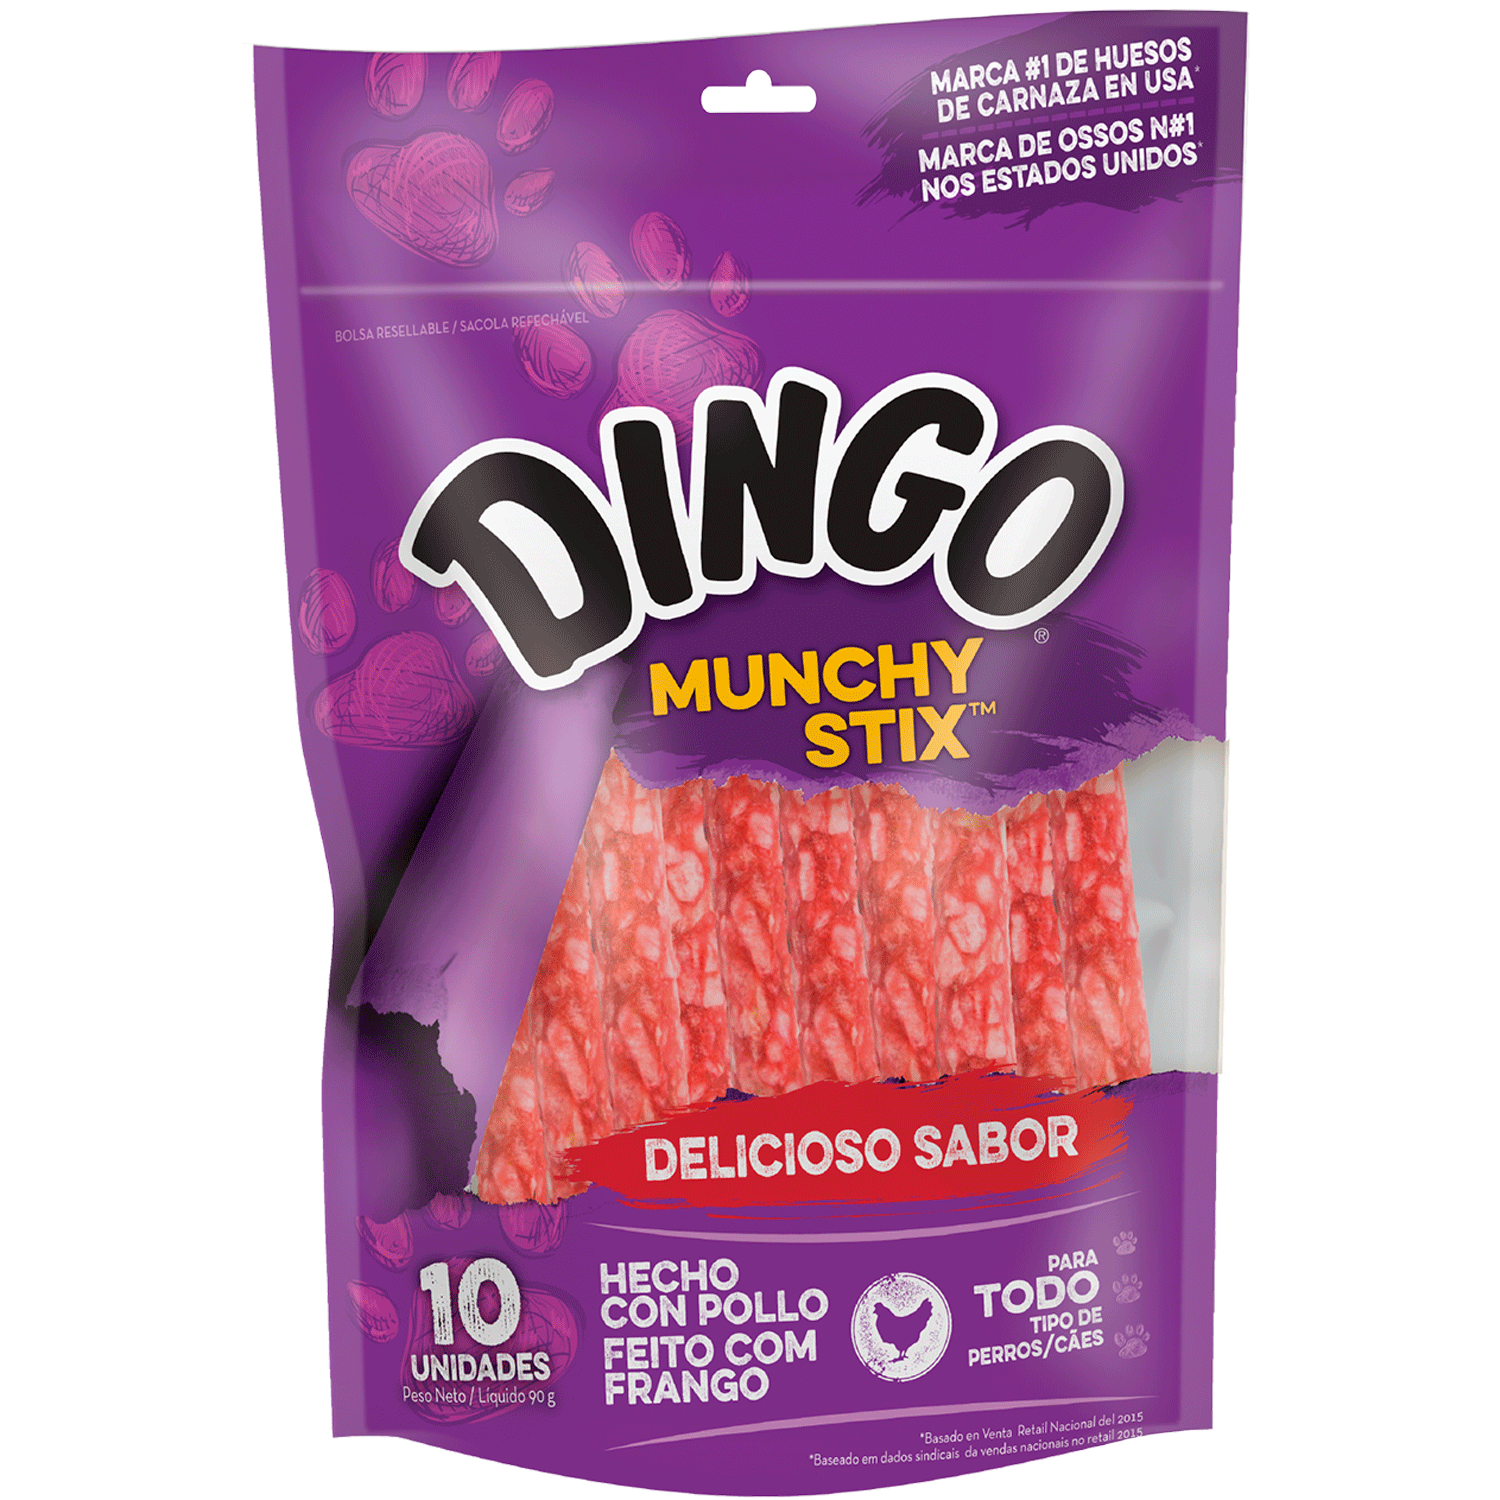 MARCA #1 DE HUESOS
DE CARNAZA EN USA*
MARCA DE OSSOS N#1
NOS ESTADOS UNIDOS*
BOLSA RESELLABLE / SACOLA REFECHÁVEL
DINGO®
MUNCHY
STIX™
DELICIOSO SABOR
10
UNIDADES
Peso Neto / Líquido 90 g
HECHO
CON POLLO
FEITO COM
FRANGO
PARA
TODO
TIPO DE
PERROS/CÃES
*Basado en Venta Retail Nacional del 2015
*Baseado em dados sindicais da vendas nacionais no retail 2015